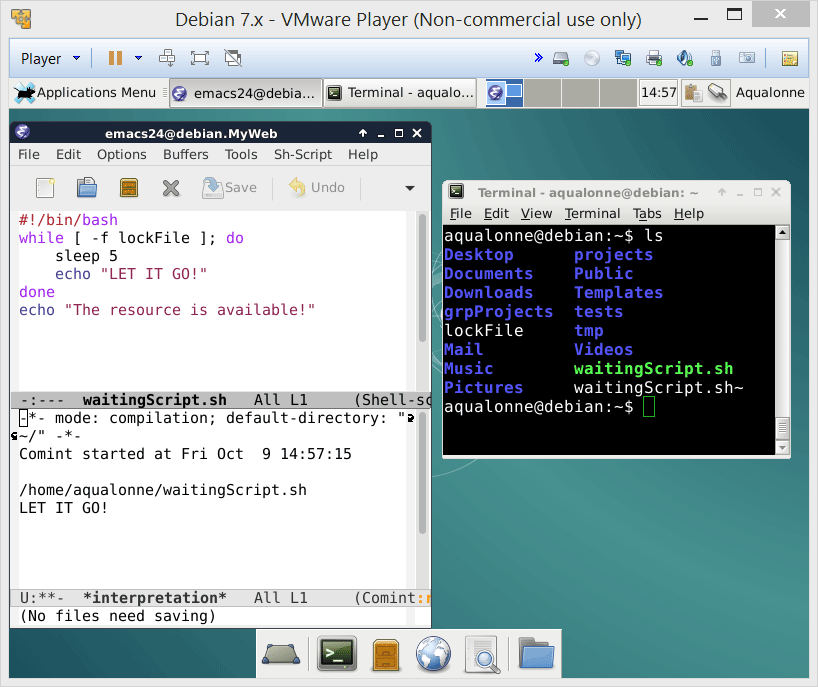 Debian 7.x - VMware Player (Non-commercial use only)
Player
Applications Menu
emacs24@debia...
Terminal - aqualo...
14:57
Aqualonne
emacs24@debian.MyWeb
File Edit Options Buffers Tools Sh-Script Help
Save Undo
#!/bin/bash
while [ -f lockFile ]; do
    sleep 5
    echo "LET IT GO!"
done
echo "The resource is available!"
-:---  waitingScript.sh   All L1     (Shell-sc
-*- mode: compilation; default-directory: "
~/" -*-
Comint started at Fri Oct  9 14:57:15
/home/aqualonne/waitingScript.sh
LET IT GO!
U:**-  *interpretation*   All L1     (Comint:
(No files need saving)
Terminal - aqualonne@debian: ~
File Edit View Terminal Tabs Help
aqualonne@debian:~$ ls
Desktop      projects
Documents    Public
Downloads    Templates
grpProjects  tests
lockFile     tmp
Mail         Videos
Music        waitingScript.sh
Pictures     waitingScript.sh~
aqualonne@debian:~$